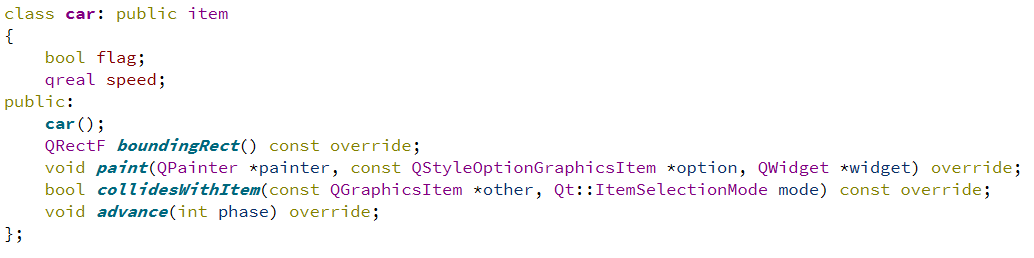 class car: public item
{
    bool flag;
    qreal speed;
public:
    car();
    QRectF boundingRect() const override;
    void paint(QPainter *painter, const QStyleOptionGraphicsItem *option, QWidget *widget) override;
    bool collidesWithItem(const QGraphicsItem *other, Qt::ItemSelectionMode mode) const override;
    void advance(int phase) override;
};